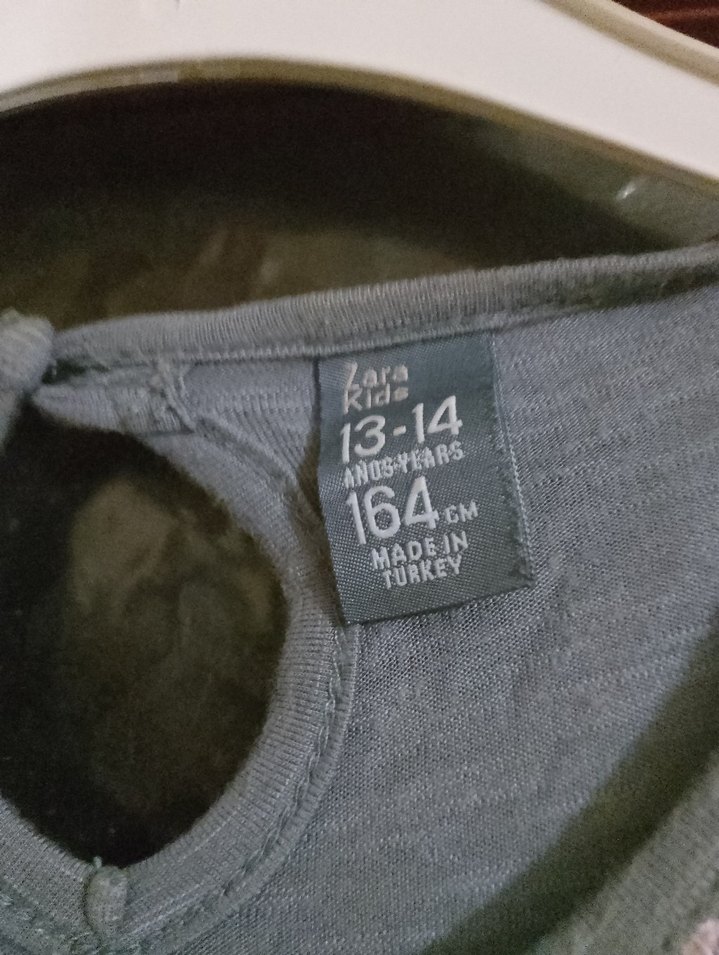 Zara
Kids
13-14
AÑOS-YEARS
164 CM
MADE IN
TURKEY